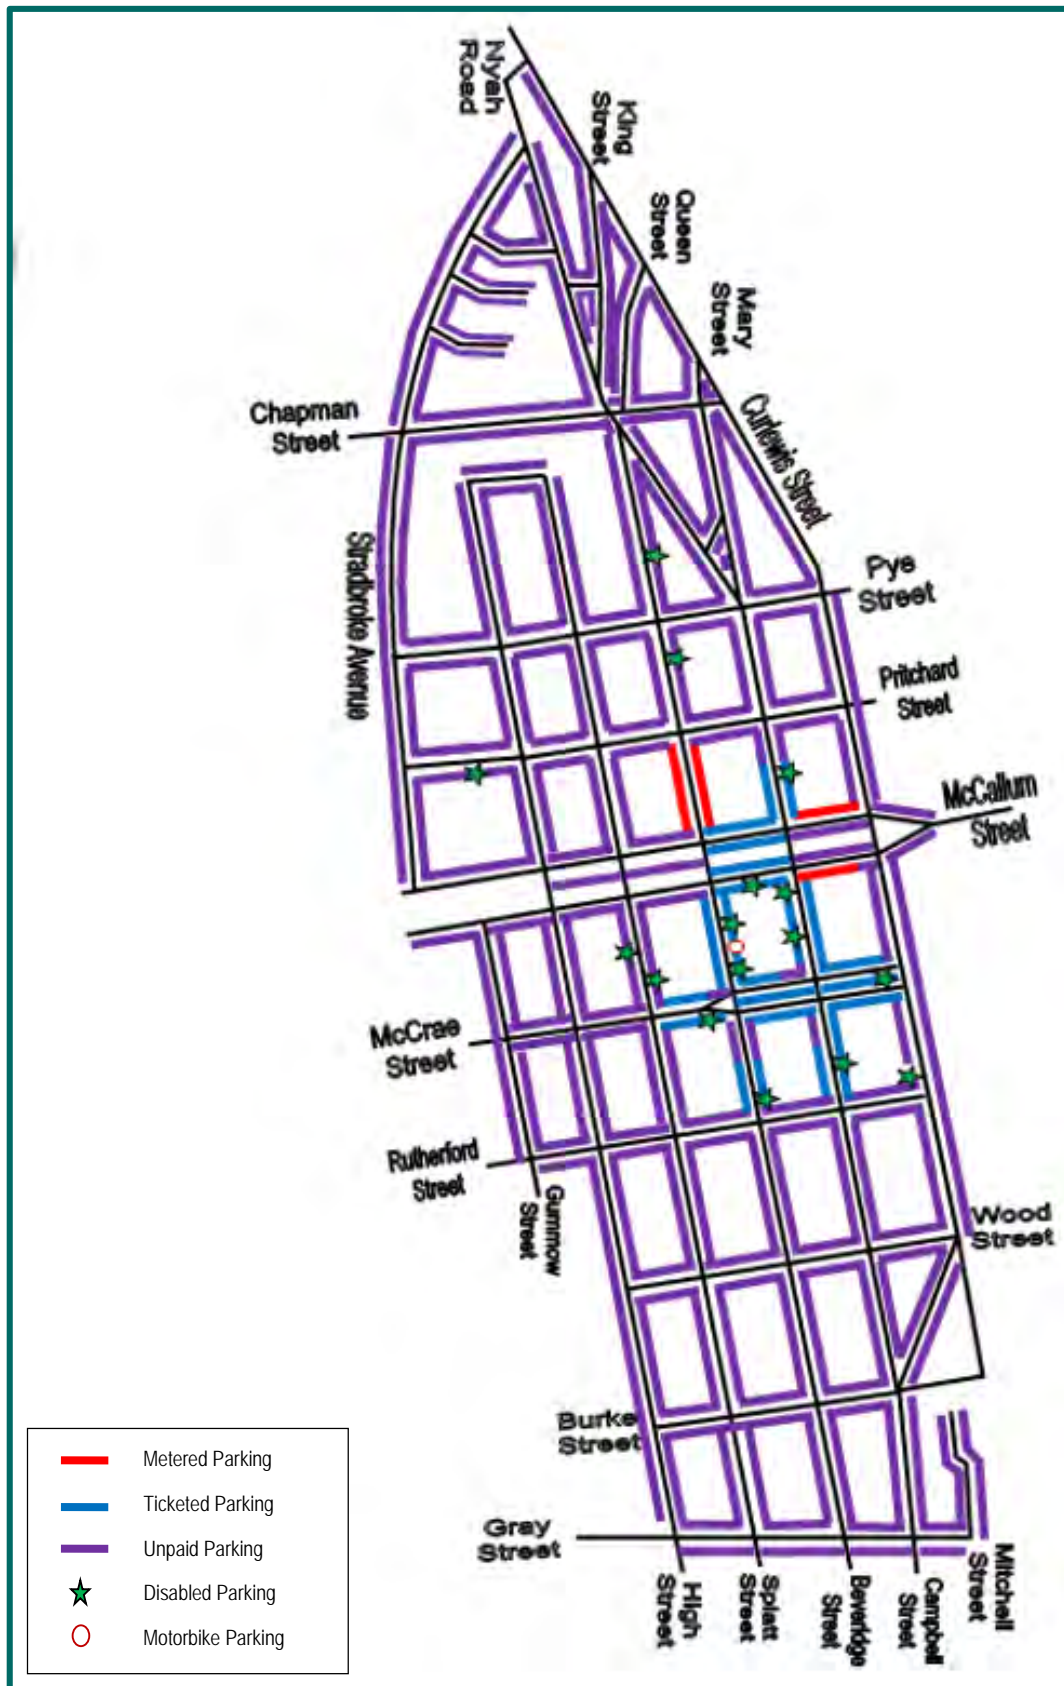 Nyah
Road
King
Street
Queen
Street
Mary
Street
Chapman
Street
Curlewis Street
Stradbroke Avenue
Pye
Street
Pritchard
Street
McCallum
Street
McCrae
Street
Rutherford
Street
Gummow
Street
Wood
Street
Burke
Street
Gray
Street
High
Street
Splatt
Street
Beveridge
Street
Campbell
Street
Mitchell
Street
Metered Parking
Ticketed Parking
Unpaid Parking
Disabled Parking
Motorbike Parking